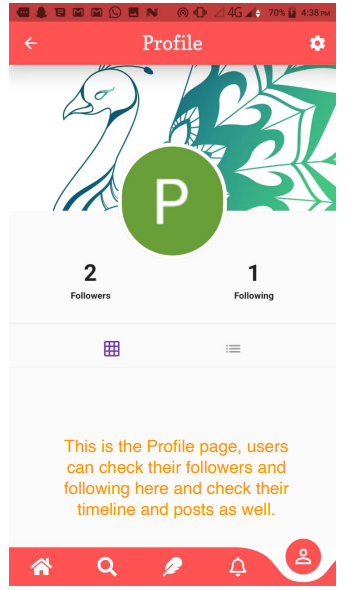 4G 70% 4:38 PM
Profile
P
2 1
Followers Following
This is the Profile page, users
can check their followers and
following here and check their
timeline and posts as well.